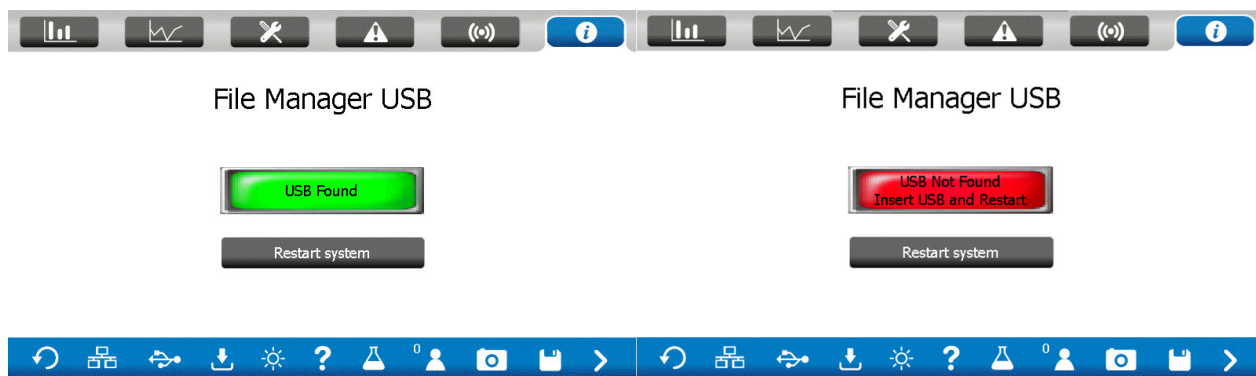 File Manager USB
USB Found
Restart system
0
File Manager USB
USB Not Found
Insert USB and Restart
Restart system
0